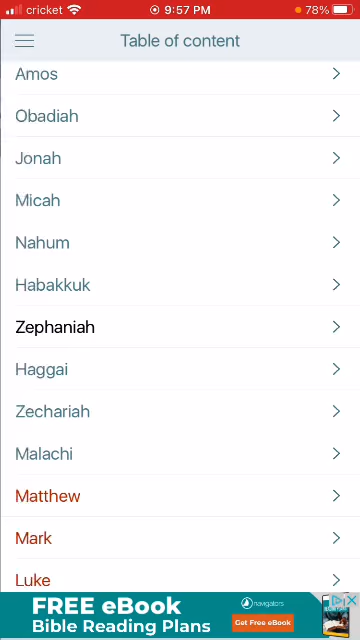 cricket 9:57 PM 78%
Table of content
Amos
Obadiah
Jonah
Micah
Nahum
Habakkuk
Zephaniah
Haggai
Zechariah
Malachi
Matthew
Mark
Luke
FREE eBook
Bible Reading Plans
navigators
Get Free eBook